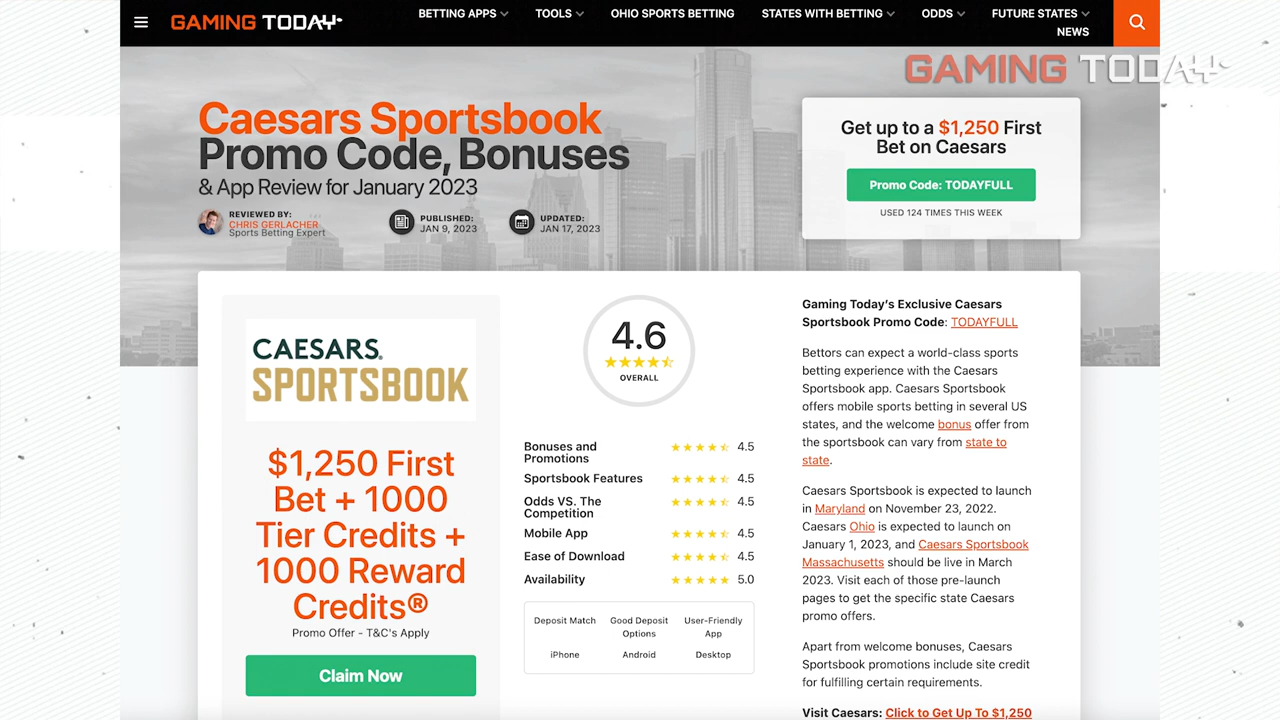 GAMING TODAY
BETTING APPS
TOOLS
OHIO SPORTS BETTING
STATES WITH BETTING
ODDS
FUTURE STATES
NEWS
GAMING TODAY
Caesars Sportsbook
Promo Code, Bonuses
& App Review for January 2023
REVIEWED BY:
CHRIS GERLACHER
Sports Betting Expert
PUBLISHED:
JAN 9, 2023
UPDATED:
JAN 17, 2023
Get up to a $1,250 First
Bet on Caesars
Promo Code: TODAYFULL
USED 124 TIMES THIS WEEK
CAESARS.
SPORTSBOOK
$1,250 First
Bet + 1000
Tier Credits +
1000 Reward
Credits®
Promo Offer - T&C's Apply
Claim Now
4.6
OVERALL
Bonuses and
Promotions
4.5
Sportsbook Features
4.5
Odds VS. The
Competition
4.5
Mobile App
4.5
Ease of Download
4.5
Availability
5.0
Deposit Match
Good Deposit
Options
User-Friendly
App
iPhone
Android
Desktop
Gaming Today's Exclusive Caesars
Sportsbook Promo Code: TODAYFULL
Bettors can expect a world-class sports
betting experience with the Caesars
Sportsbook app. Caesars Sportsbook
offers mobile sports betting in several US
states, and the welcome bonus offer from
the sportsbook can vary from state to
state.
Caesars Sportsbook is expected to launch
in Maryland on November 23, 2022.
Caesars Ohio is expected to launch on
January 1, 2023, and Caesars Sportsbook
Massachusetts should be live in March
2023. Visit each of those pre-launch
pages to get the specific state Caesars
promo offers.
Apart from welcome bonuses, Caesars
Sportsbook promotions include site credit
for fulfilling certain requirements.
Visit Caesars: Click to Get Up To $1,250